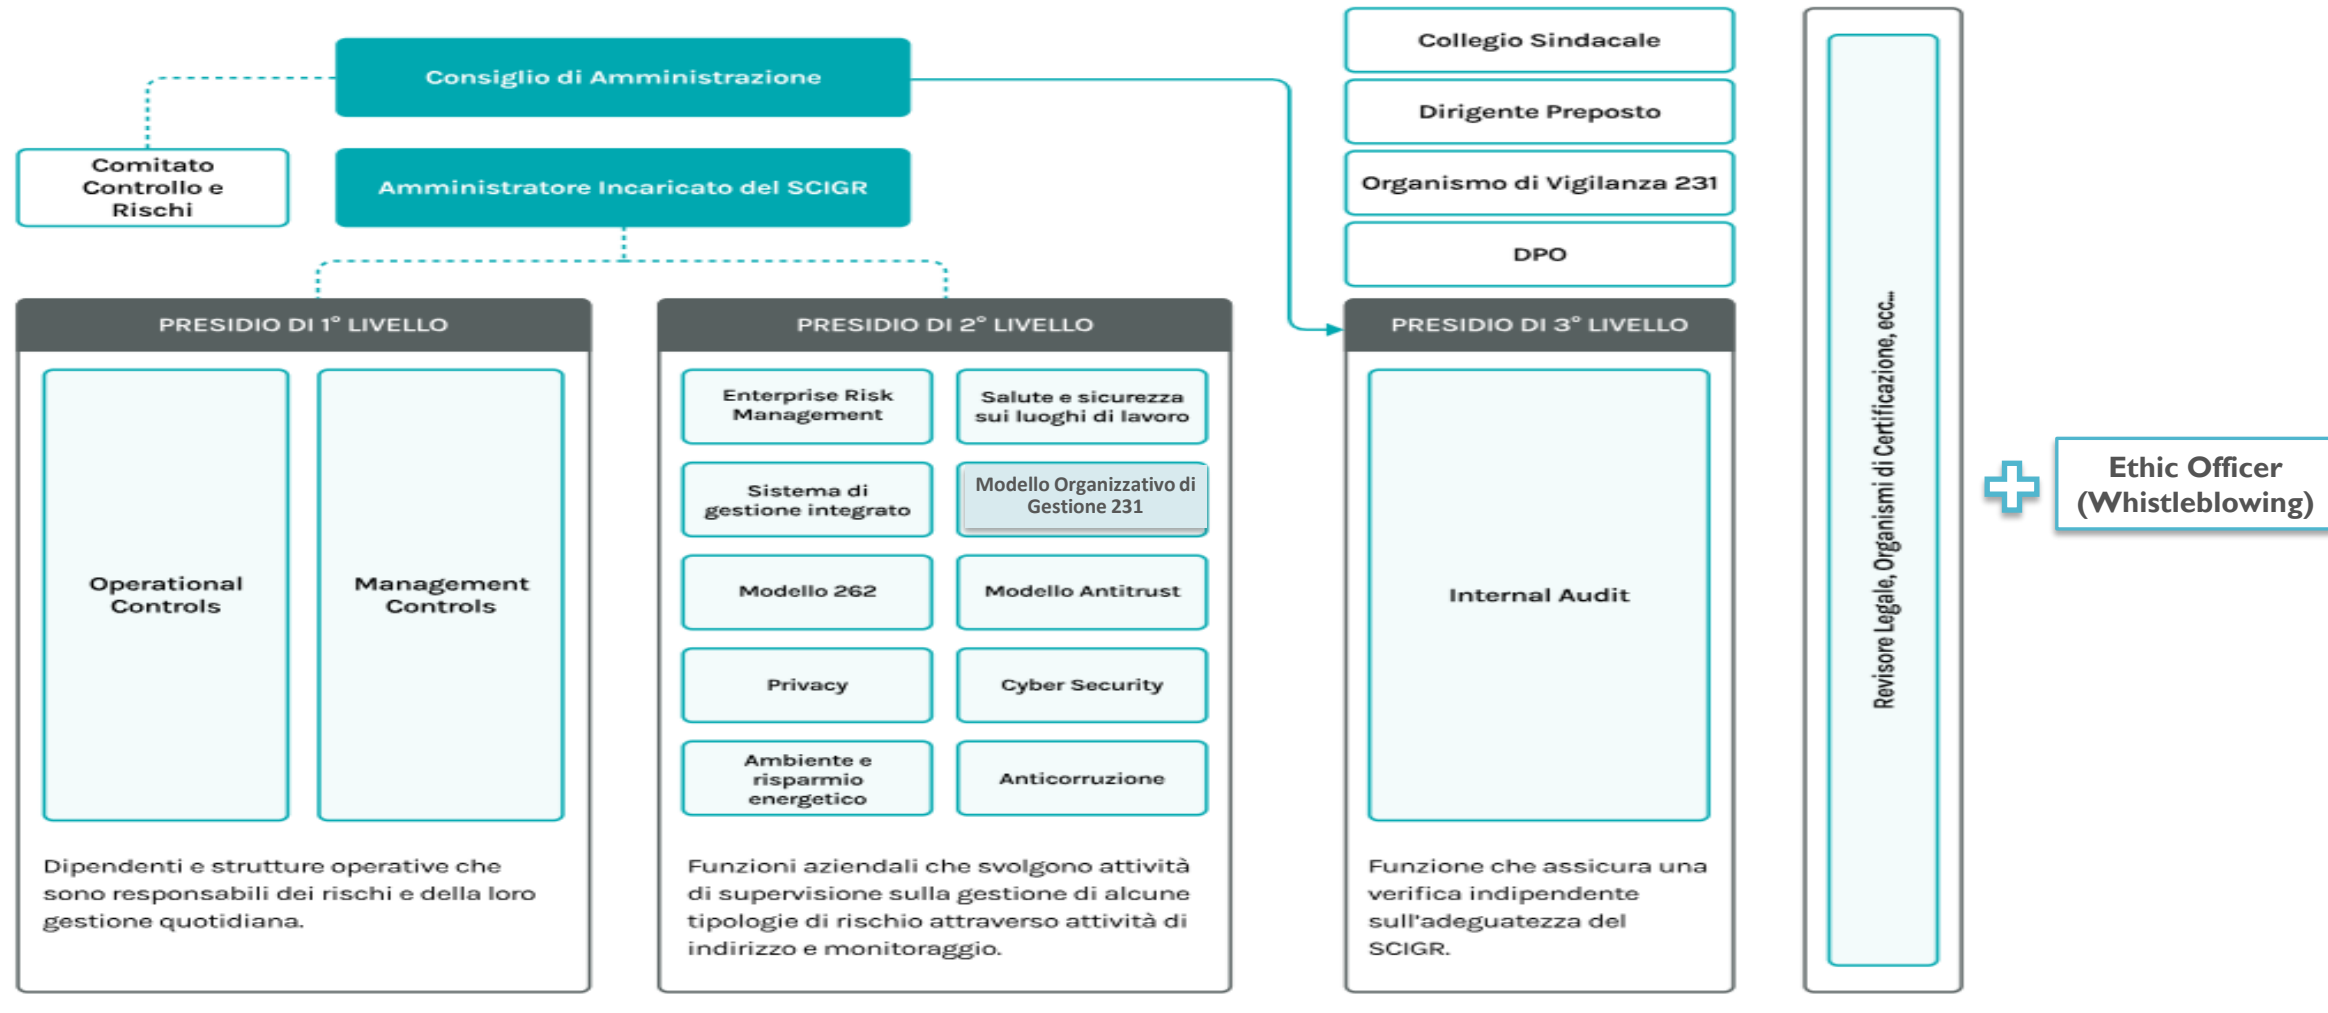 Consiglio di Amministrazione
Comitato
Controllo e
Rischi
Amministratore Incaricato del SCIGR
Collegio Sindacale
Dirigente Preposto
Organismo di Vigilanza 231
DPO
PRESIDIO DI 1° LIVELLO
Operational
Controls
Management
Controls
Dipendenti e strutture operative che
sono responsabili dei rischi e della loro
gestione quotidiana.
PRESIDIO DI 2° LIVELLO
Enterprise Risk
Management
Salute e sicurezza
sui luoghi di lavoro
Sistema di
gestione integrato
Modello Organizzativo di
Gestione 231
Modello 262
Modello Antitrust
Privacy
Cyber Security
Ambiente e
risparmio
energetico
Anticorruzione
Funzioni aziendali che svolgono attività
di supervisione sulla gestione di alcune
tipologie di rischio attraverso attività di
indirizzo e monitoraggio.
PRESIDIO DI 3° LIVELLO
Internal Audit
Funzione che assicura una
verifica indipendente
sull'adeguatezza del
SCIGR.
Revisore Legale, Organismi di Certificazione, ecc...
Ethic Officer
(Whistleblowing)